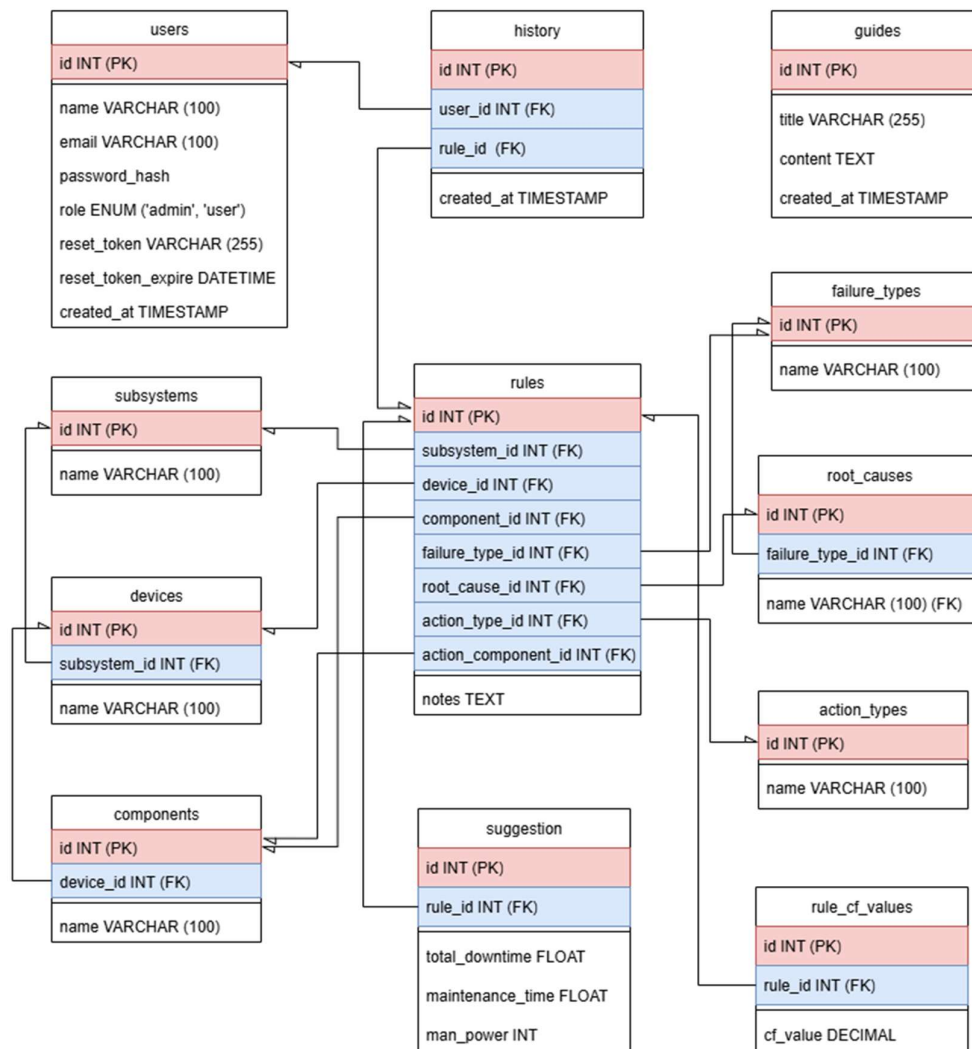 users
id INT (PK)
name VARCHAR (100)
email VARCHAR (100)
password_hash
role ENUM ('admin', 'user')
reset_token VARCHAR (255)
reset_token_expire DATETIME
created_at TIMESTAMP
history
id INT (PK)
user_id INT (FK)
rule_id (FK)
created_at TIMESTAMP
guides
id INT (PK)
title VARCHAR (255)
content TEXT
created_at TIMESTAMP
failure_types
id INT (PK)
name VARCHAR (100)
subsystems
id INT (PK)
name VARCHAR (100)
rules
id INT (PK)
subsystem_id INT (FK)
device_id INT (FK)
component_id INT (FK)
failure_type_id INT (FK)
root_cause_id INT (FK)
action_type_id INT (FK)
action_component_id INT (FK)
notes TEXT
root_causes
id INT (PK)
failure_type_id INT (FK)
name VARCHAR (100) (FK)
devices
id INT (PK)
subsystem_id INT (FK)
name VARCHAR (100)
action_types
id INT (PK)
name VARCHAR (100)
components
id INT (PK)
device_id INT (FK)
name VARCHAR (100)
suggestion
id INT (PK)
rule_id INT (FK)
total_downtime FLOAT
maintenance_time FLOAT
man_power INT
rule_cf_values
id INT (PK)
rule_id INT (FK)
cf_value DECIMAL